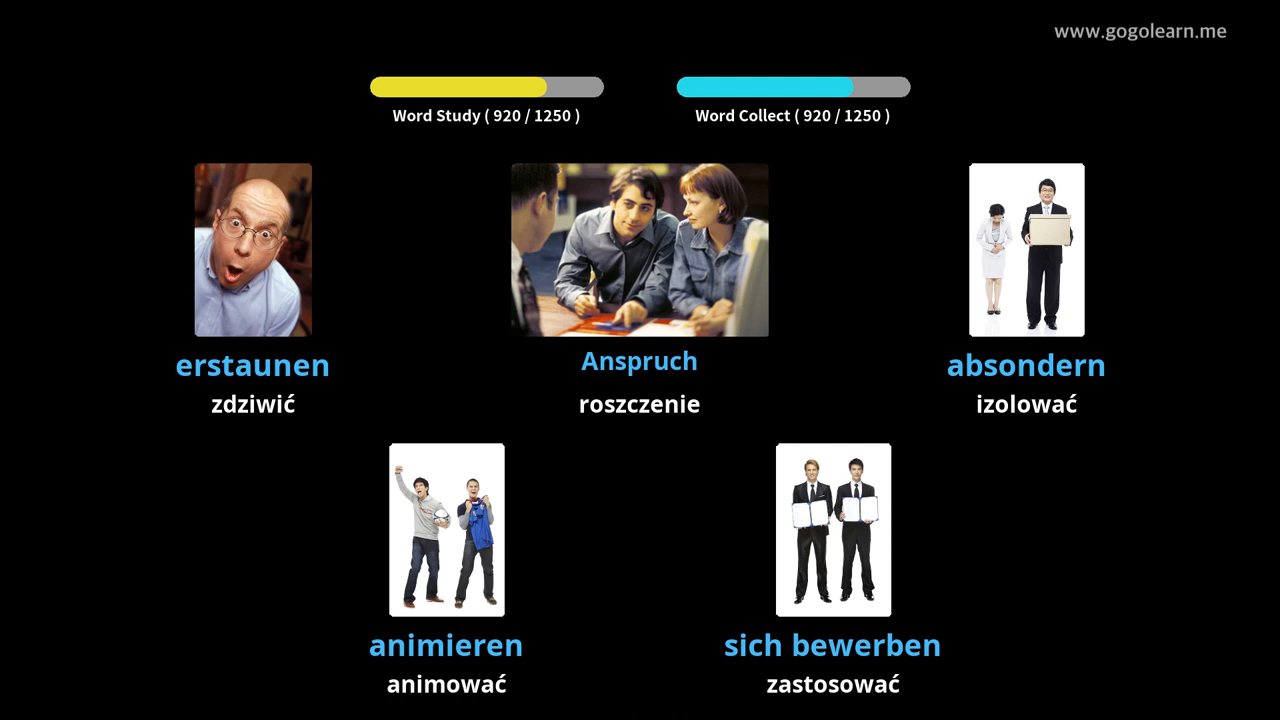 www.gogolearn.me
Word Study ( 920 / 1250 )
Word Collect ( 920 / 1250 )
erstaunen
zdziwić
Anspruch
roszczenie
absondern
izolować
animieren
animować
sich bewerben
zastosować